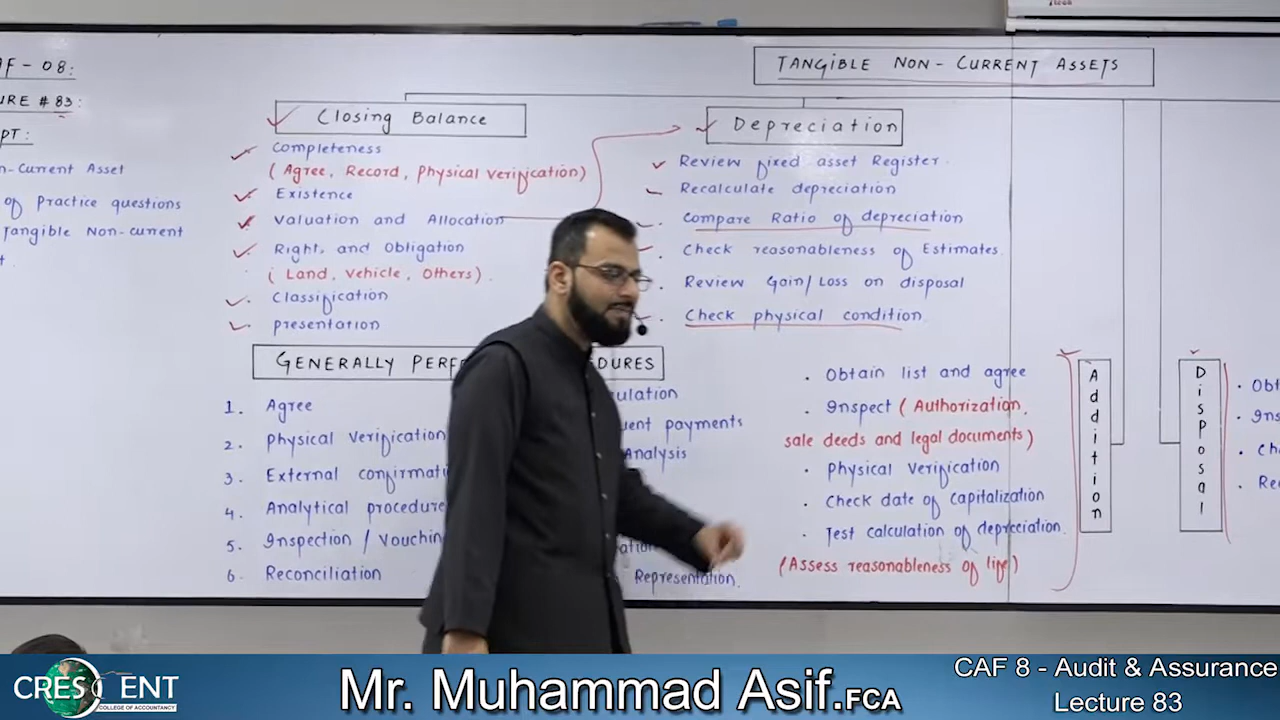 F - 08:
URE # 83:
PT:
n-Current Asset
of Practice questions
Tangible Non-current
t.
TANGIBLE NON-CURRENT ASSETS
Closing Balance
Completeness
(Agree, Record, Physical verification)
Existence
Valuation and Allocation
Right, and Obligation
(Land, Vehicle, Others).
Classification
presentation
Depreciation
Review fixed asset Register.
Recalculate depreciation
Compare Ratio of depreciation
Check reasonableness of Estimates
Review Gain/Loss on disposal
Check physical condition
GENERALLY PERF DURES
1. Agree
2. Physical verification
3. External confirmati
4. Analytical procedure
5. Inspection / Vouchin
6. Reconciliation
ulation
uent payments
Analysis
ation
Representation.
. Obtain list and agree
. Inspect (Authorization,
sale deeds and legal documents)
. Physical Verification
. Check date of capitalization
. Test calculation of depreciation.
(Assess reasonableness of life)
Addition
Disposal
. Obt
. Ins
. Ch
. Re
CRESCENT
COLLEGE OF ACCOUNTANCY
Mr. Muhammad Asif.FCA
CAF 8 - Audit & Assurance
Lecture 83